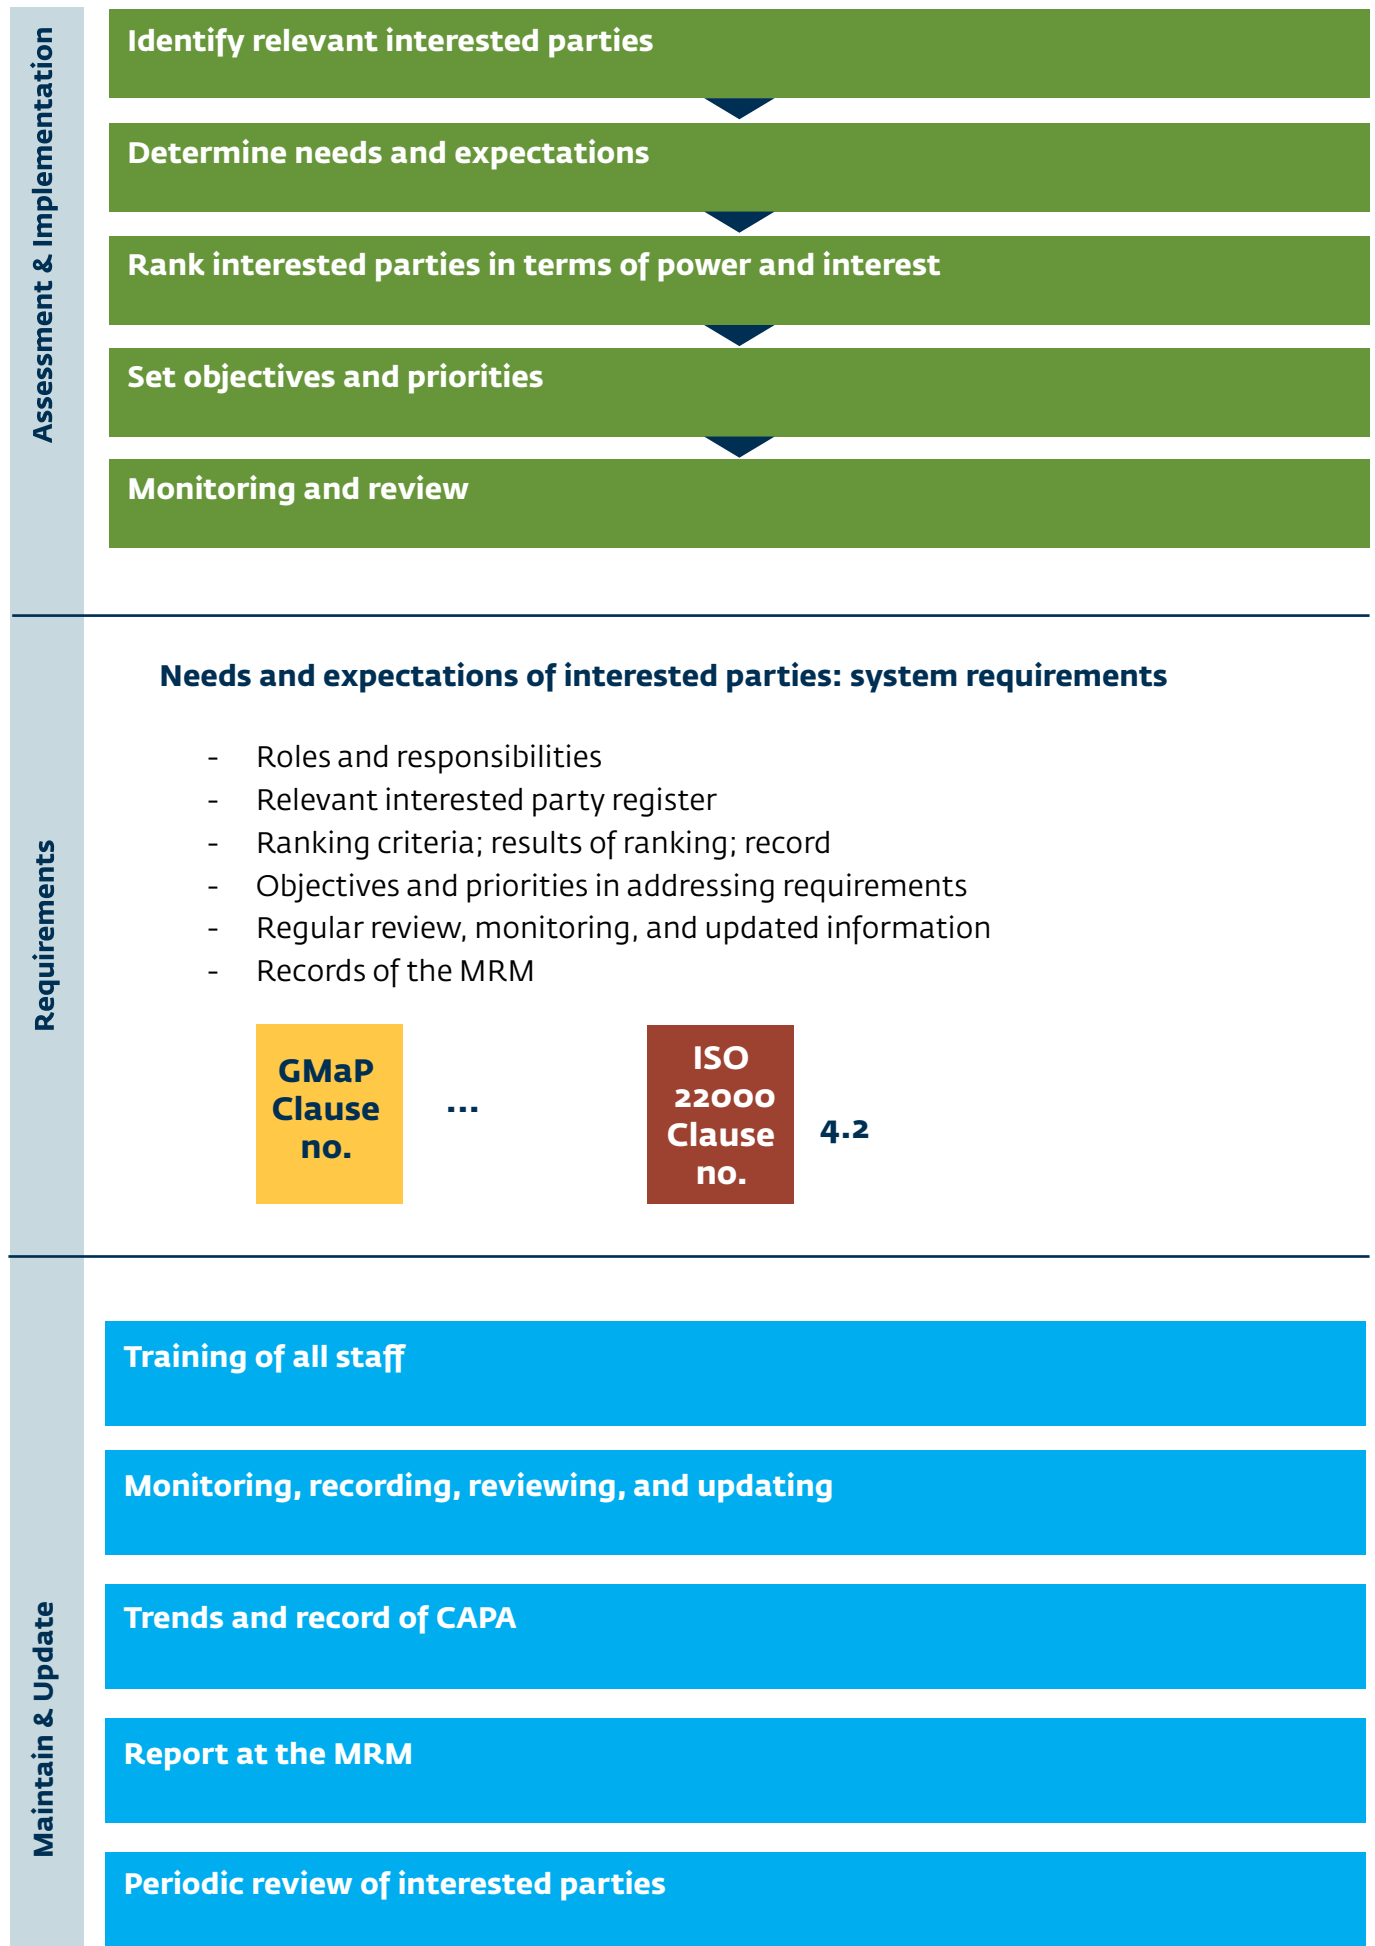 Assessment & Implementation
Identify relevant interested parties
Determine needs and expectations
Rank interested parties in terms of power and interest
Set objectives and priorities
Monitoring and review
Requirements
Needs and expectations of interested parties: system requirements
- Roles and responsibilities
- Relevant interested party register
- Ranking criteria; results of ranking; record
- Objectives and priorities in addressing requirements
- Regular review, monitoring, and updated information
- Records of the MRM
GMaP
Clause
no.
...
ISO
22000
Clause
no.
4.2
Maintain & Update
Training of all staff
Monitoring, recording, reviewing, and updating
Trends and record of CAPA
Report at the MRM
Periodic review of interested parties